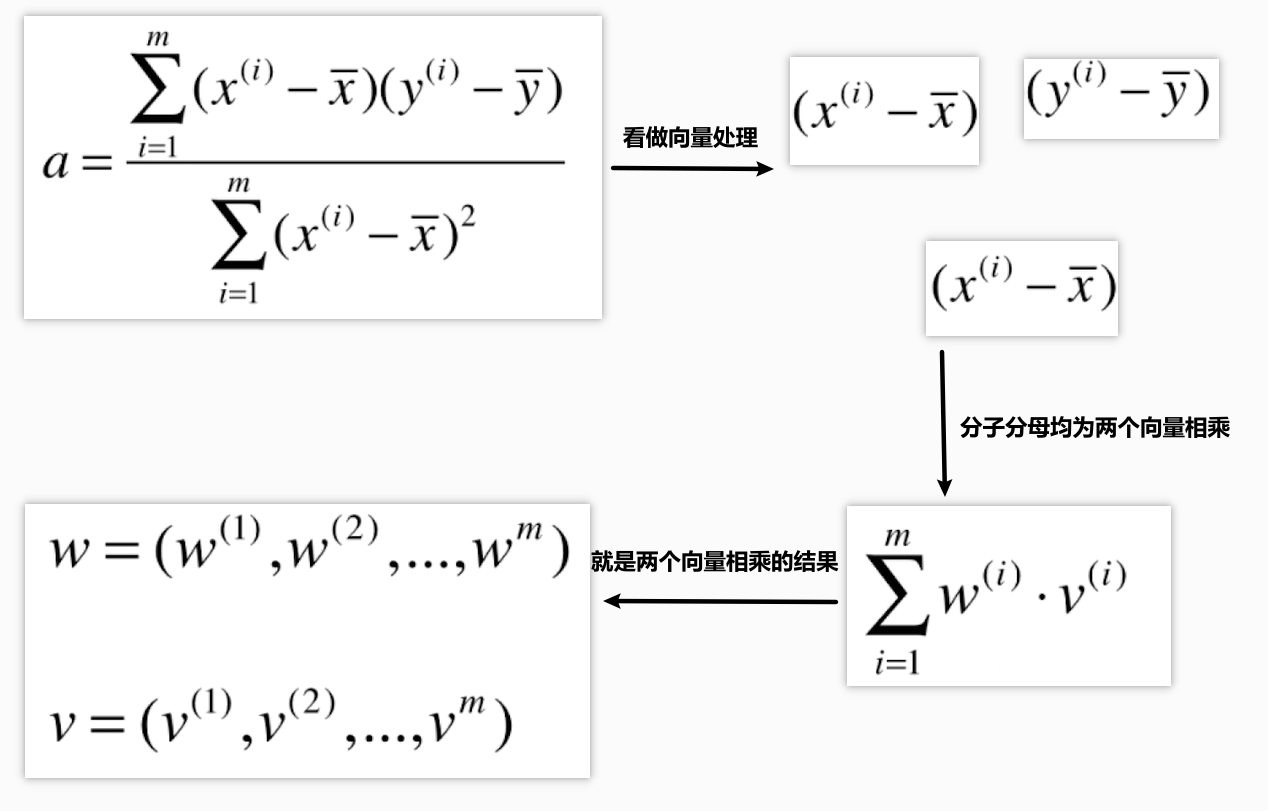 a = \frac{\sum_{i=1}^{m}(x^{(i)} - \overline{x})(y^{(i)} - \overline{y})}{\sum_{i=1}^{m}(x^{(i)} - \overline{x})^2}
看做向量处理
(x^{(i)} - \overline{x})
(y^{(i)} - \overline{y})
(x^{(i)} - \overline{x})
分子分母均为两个向量相乘
\sum_{i=1}^{m} w^{(i)} \cdot v^{(i)}
就是两个向量相乘的结果
w = (w^{(1)}, w^{(2)}, ..., w^m)
v = (v^{(1)}, v^{(2)}, ..., v^m)